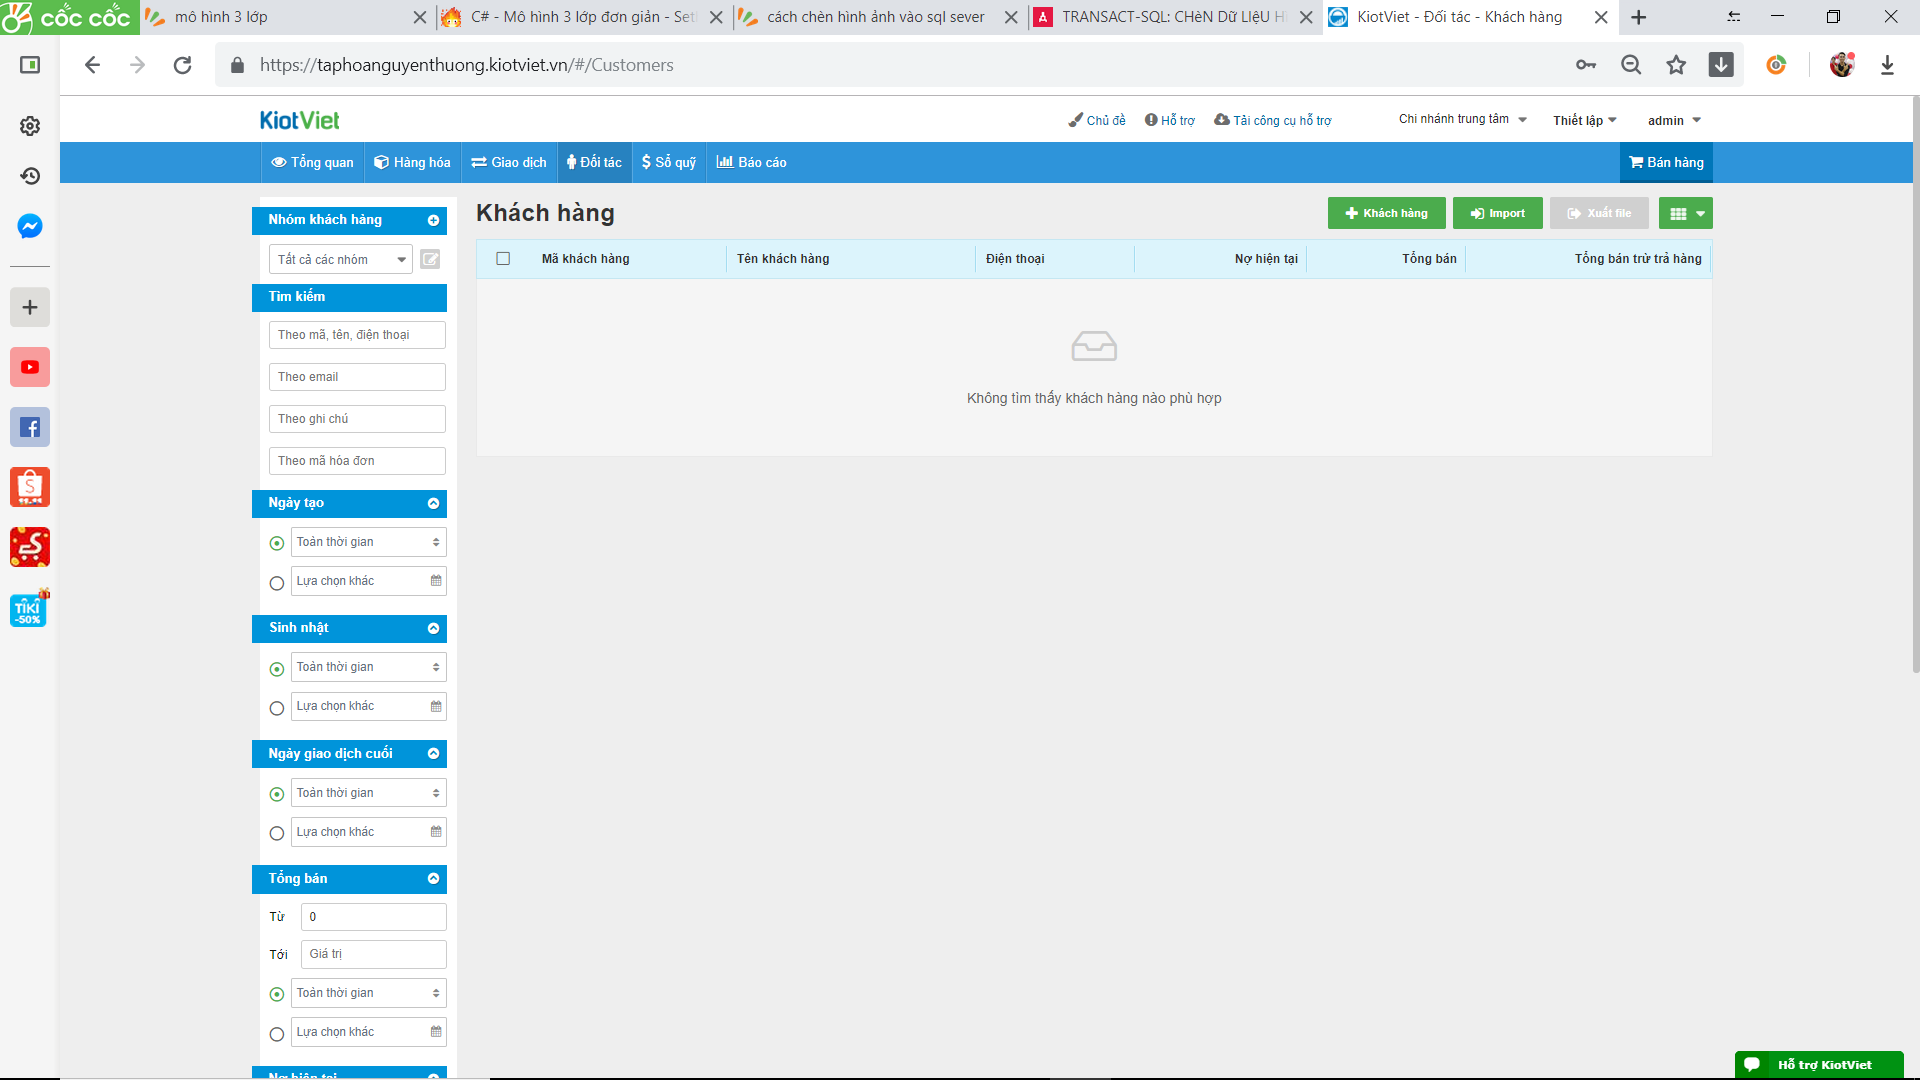 cốc cốc
mô hình 3 lớp
C# - Mô hình 3 lớp đơn giản - Set
cách chèn hình ảnh vào sql sever
TRANSACT-SQL: CHèN Dữ LIệU H
KiotViet - Đối tác - Khách hàng
https://taphoanguyenthuong.kiotviet.vn/#/Customers
KiotViet
Chủ đề
Hỗ trợ
Tải công cụ hỗ trợ
Chi nhánh trung tâm
Thiết lập
admin
Tổng quan
Hàng hóa
Giao dịch
Đối tác
Sổ quỹ
Báo cáo
Bán hàng
Nhóm khách hàng
Tất cả các nhóm
Tìm kiếm
Theo mã, tên, điện thoại
Theo email
Theo ghi chú
Theo mã hóa đơn
Ngày tạo
Toàn thời gian
Lựa chọn khác
Sinh nhật
Toàn thời gian
Lựa chọn khác
Ngày giao dịch cuối
Toàn thời gian
Lựa chọn khác
Tổng bán
Từ 0
Tới Giá trị
Toàn thời gian
Lựa chọn khác
Nợ hiện tại
Khách hàng
Khách hàng
Import
Xuất file
Mã khách hàng
Tên khách hàng
Điện thoại
Nợ hiện tại
Tổng bán
Tổng bán trừ trả hàng
Không tìm thấy khách hàng nào phù hợp
TIKI
-50%
Hỗ trợ KiotViet